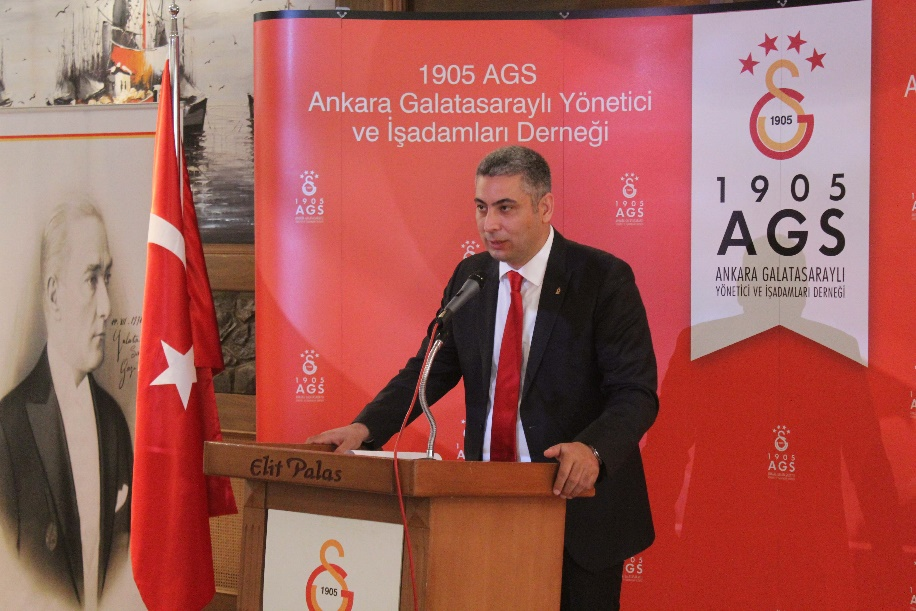 1905 AGS
Ankara Galatasaraylı Yönetici
ve İşadamları Derneği
1905
1905
AGS
ANKARA GALATASARAYLI
YÖNETİCİ VE İŞADAMLARI DERNEĞİ
1905
AGS
1905
AGS
1905
AGS
1905
AGS
AGS
Elit Palas
1905